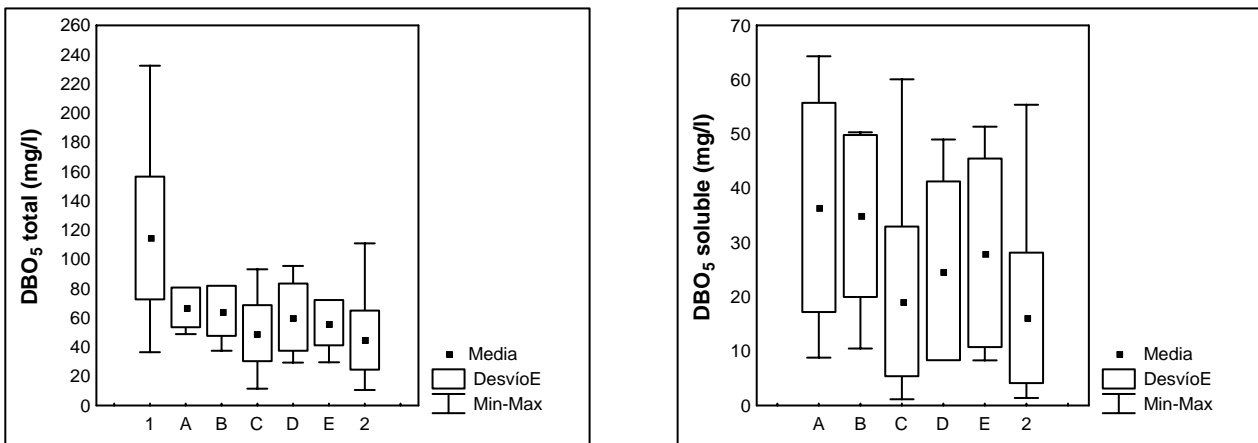 260
240
220
200
180
160
140
120
100
80
60
40
20
0
DBO5 total (mg/l)
1 A B C D E 2
Media
DesvíoE
Min-Max
70
60
50
40
30
20
10
0
DBO5 soluble (mg/l)
A B C D E 2
Media
DesvíoE
Min-Max